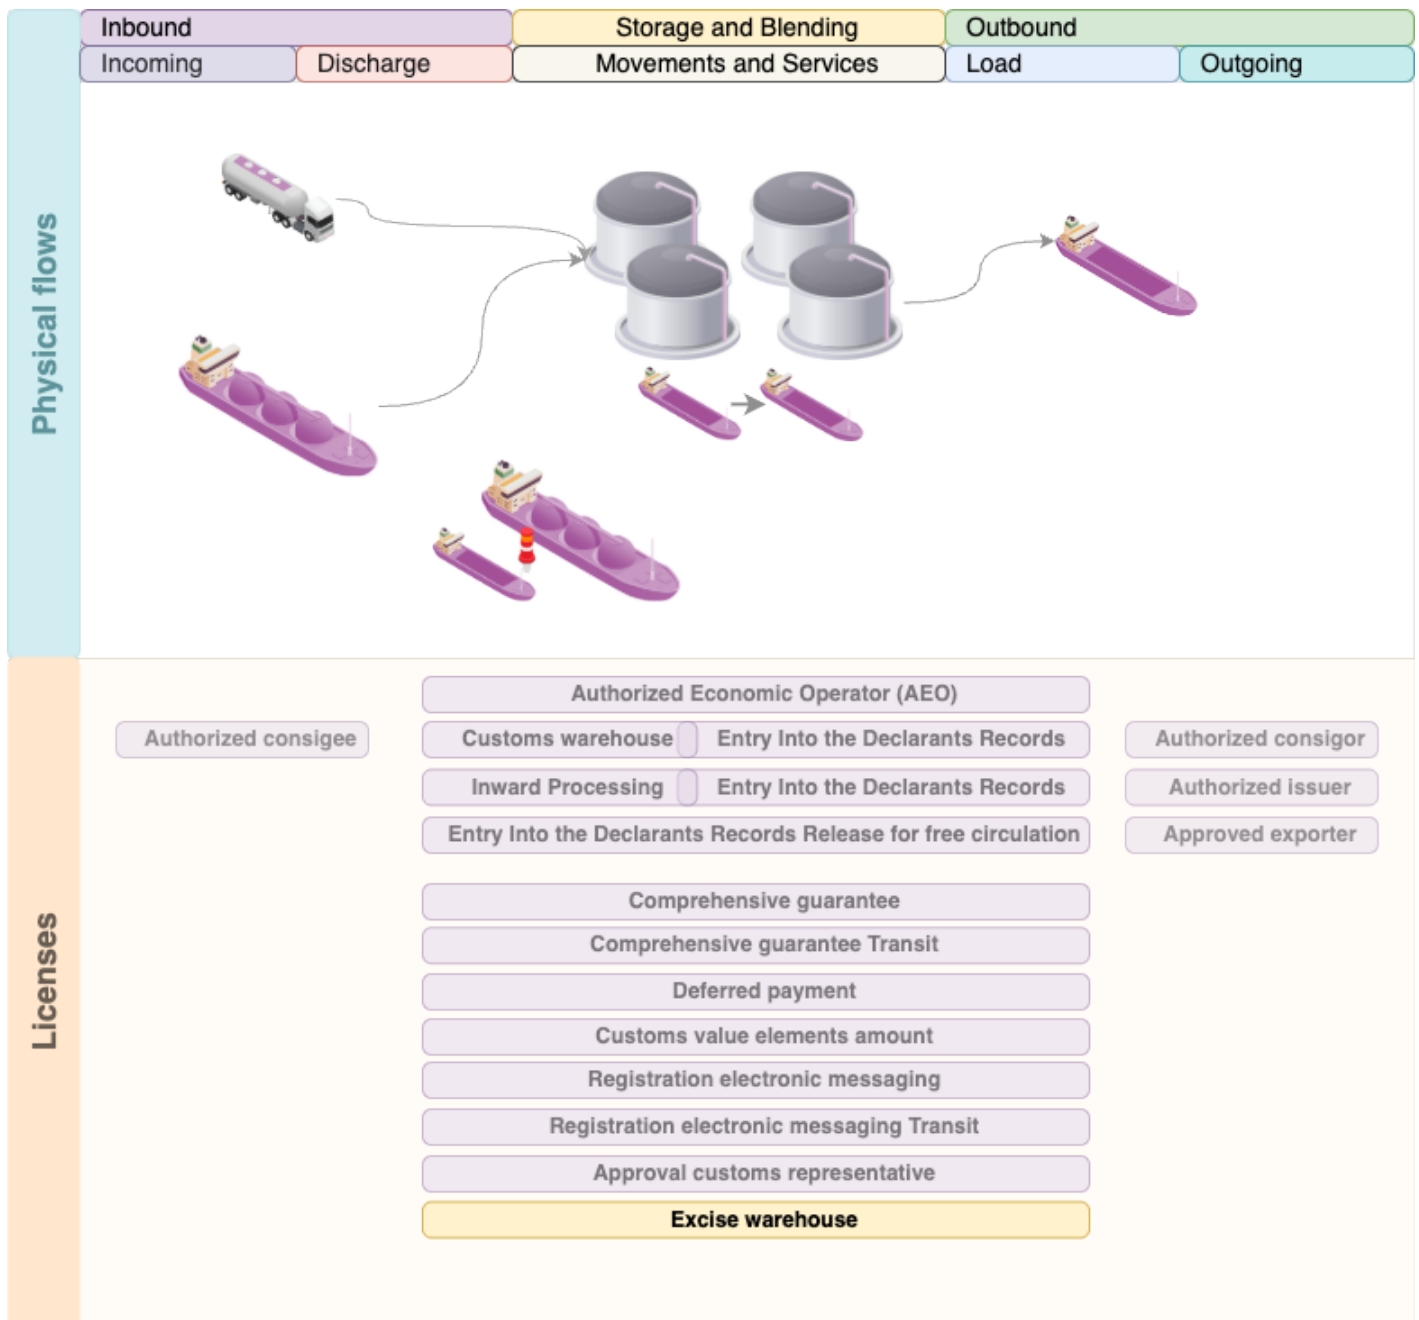 Inbound
Storage and Blending
Outbound
Incoming
Discharge
Movements and Services
Load
Outgoing
Physical flows
Licenses
Authorized Economic Operator (AEO)
Authorized consigee
Customs warehouse
Entry Into the Declarants Records
Authorized consigor
Inward Processing
Entry Into the Declarants Records
Authorized issuer
Entry Into the Declarants Records Release for free circulation
Approved exporter
Comprehensive guarantee
Comprehensive guarantee Transit
Deferred payment
Customs value elements amount
Registration electronic messaging
Registration electronic messaging Transit
Approval customs representative
Excise warehouse